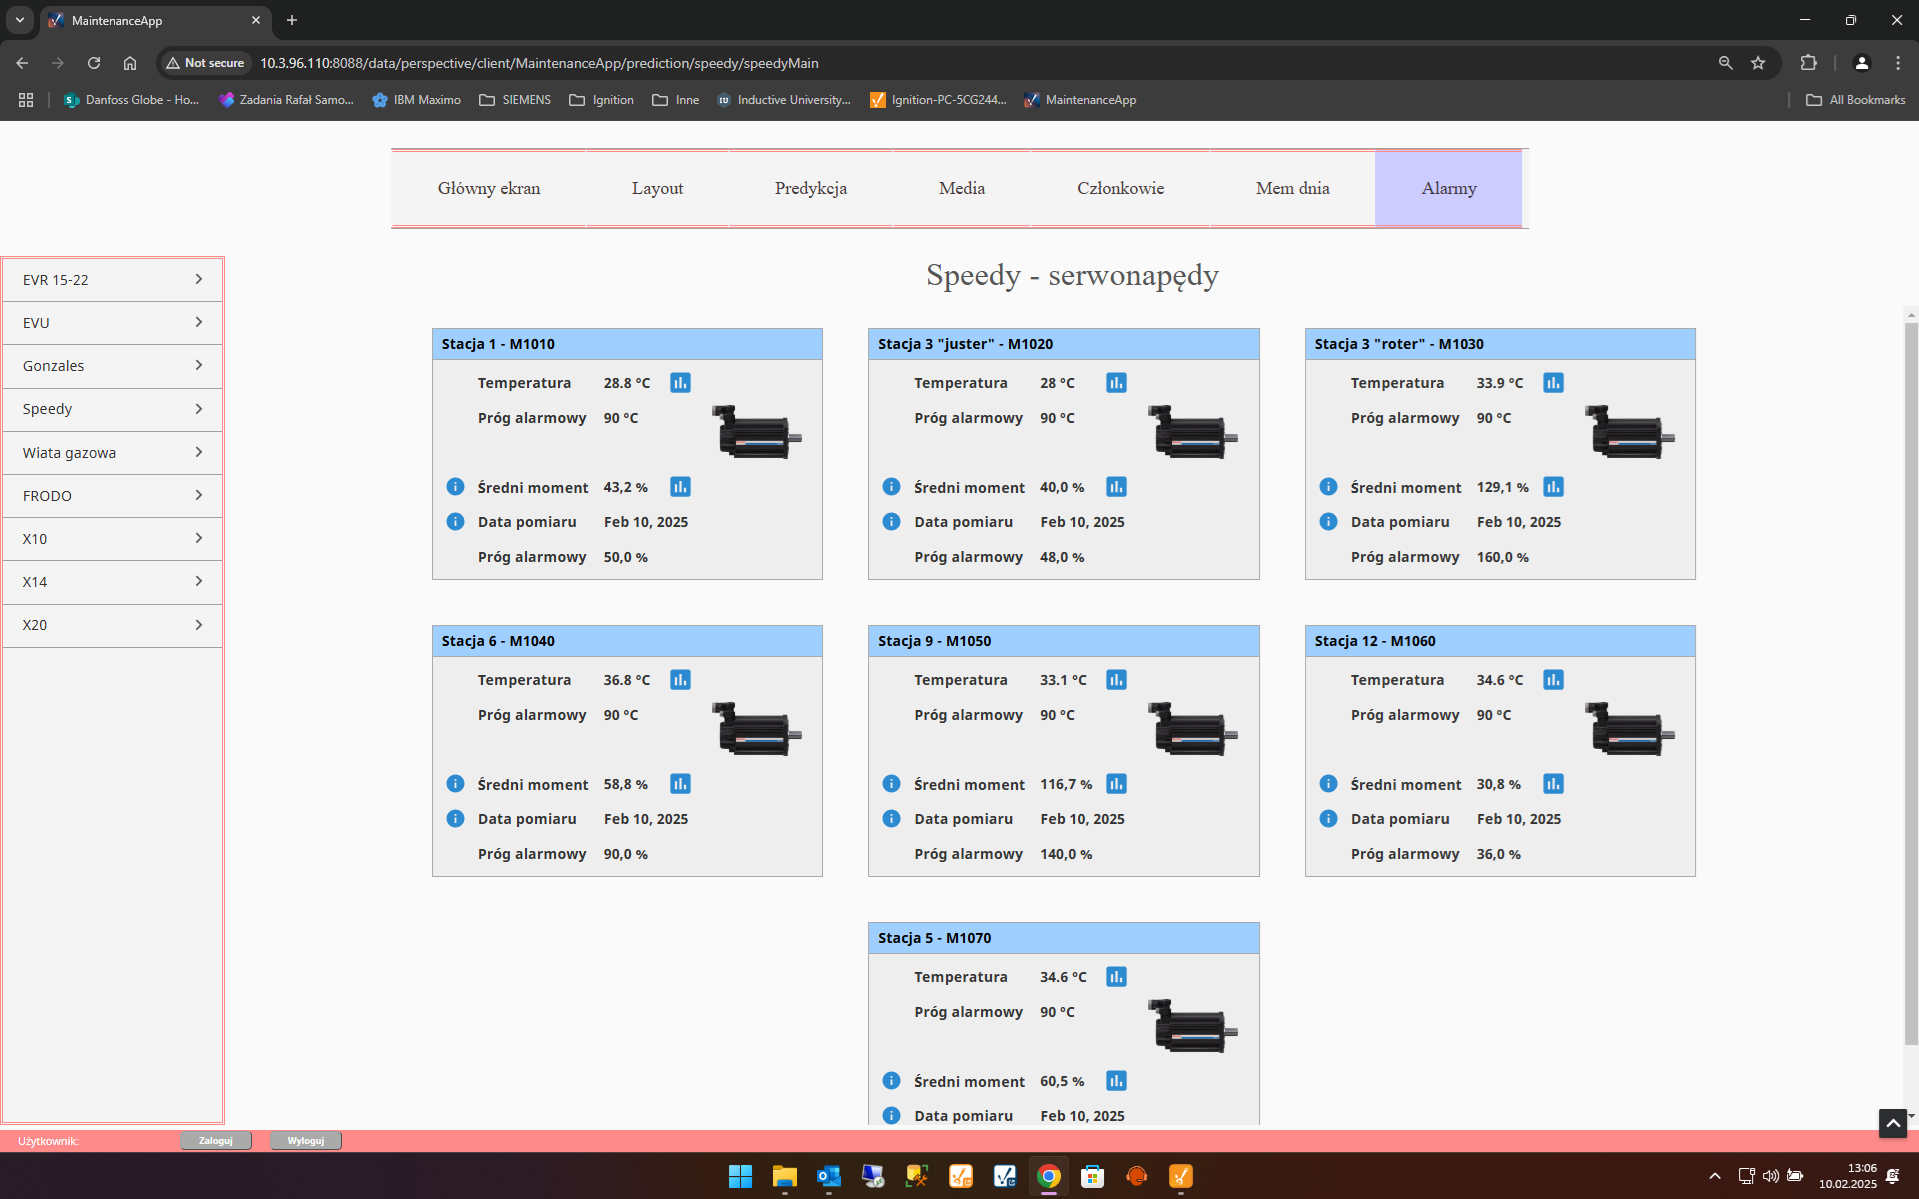 MaintenanceApp
Not secure 10.3.96.110:8088/data/perspective/client/MaintenanceApp/prediction/speedy/speedyMain
Danfoss Globe - Ho... Zadania Rafał Samo... IBM Maximo SIEMENS Ignition Inne Inductive University... Ignition-PC-5CG244... MaintenanceApp All Bookmarks
Główny ekran Layout Predykcja Media Członkowie Mem dnia Alarmy
EVR 15-22
EVU
Gonzales
Speedy
Wiata gazowa
FRODO
X10
X14
X20
Speedy - serwonapędy
Stacja 1 - M1010
Temperatura 28.8 °C
Próg alarmowy 90 °C
Średni moment 43,2 %
Data pomiaru Feb 10, 2025
Próg alarmowy 50,0 %
Stacja 3 "juster" - M1020
Temperatura 28 °C
Próg alarmowy 90 °C
Średni moment 40,0 %
Data pomiaru Feb 10, 2025
Próg alarmowy 48,0 %
Stacja 3 "roter" - M1030
Temperatura 33.9 °C
Próg alarmowy 90 °C
Średni moment 129,1 %
Data pomiaru Feb 10, 2025
Próg alarmowy 160,0 %
Stacja 6 - M1040
Temperatura 36.8 °C
Próg alarmowy 90 °C
Średni moment 58,8 %
Data pomiaru Feb 10, 2025
Próg alarmowy 90,0 %
Stacja 9 - M1050
Temperatura 33.1 °C
Próg alarmowy 90 °C
Średni moment 116,7 %
Data pomiaru Feb 10, 2025
Próg alarmowy 140,0 %
Stacja 12 - M1060
Temperatura 34.6 °C
Próg alarmowy 90 °C
Średni moment 30,8 %
Data pomiaru Feb 10, 2025
Próg alarmowy 36,0 %
Stacja 5 - M1070
Temperatura 34.6 °C
Próg alarmowy 90 °C
Średni moment 60,5 %
Data pomiaru Feb 10, 2025
Użytkownik: Zaloguj Wyloguj
13:06
10.02.2025